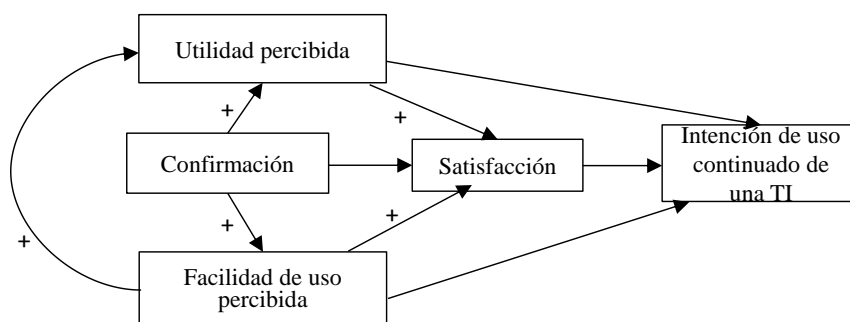 Utilidad percibida
+
+
Confirmación
Satisfacción
Intención de uso
continuado de
una TI
+
+
+
Facilidad de uso
percibida